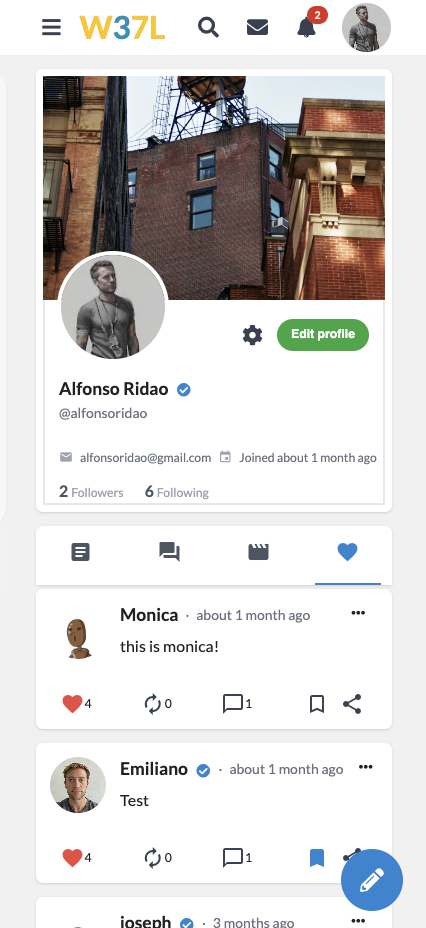 W37L
2
Edit profile
Alfonso Ridao
@alfonsoridao
alfonsoridao@gmail.com Joined about 1 month ago
2 Followers 6 Following
Monica · about 1 month ago
this is monica!
4 0 1
Emiliano · about 1 month ago
Test
4 0 1
joseph · 3 months ago